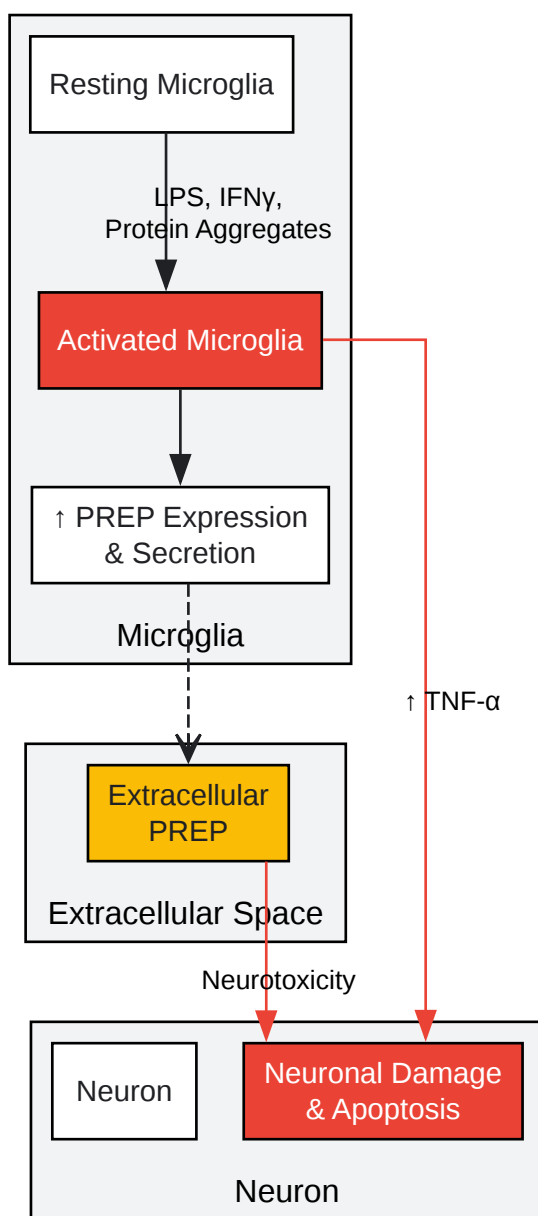 Resting Microglia
LPS, IFNγ,
Protein Aggregates
Activated Microglia
↑ PREP Expression
& Secretion
Microglia
↑ TNF-α
Extracellular
PREP
Extracellular Space
Neurotoxicity
Neuron
Neuronal Damage
& Apoptosis
Neuron